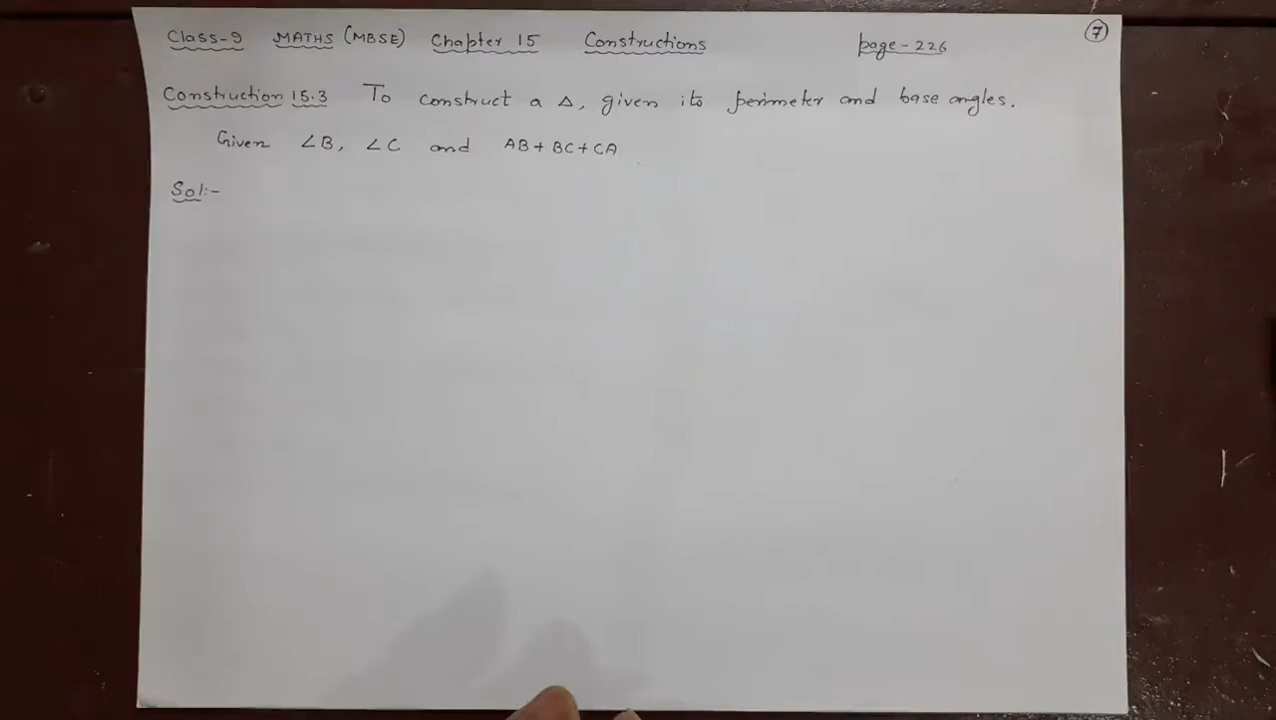 Class-9 MATHS (MBSE) Chapter 15 Constructions page-226 7
Construction 15.3 To construct a Δ, given its perimeter and base angles.
Given ∠B, ∠C and AB+BC+CA
Sol:-